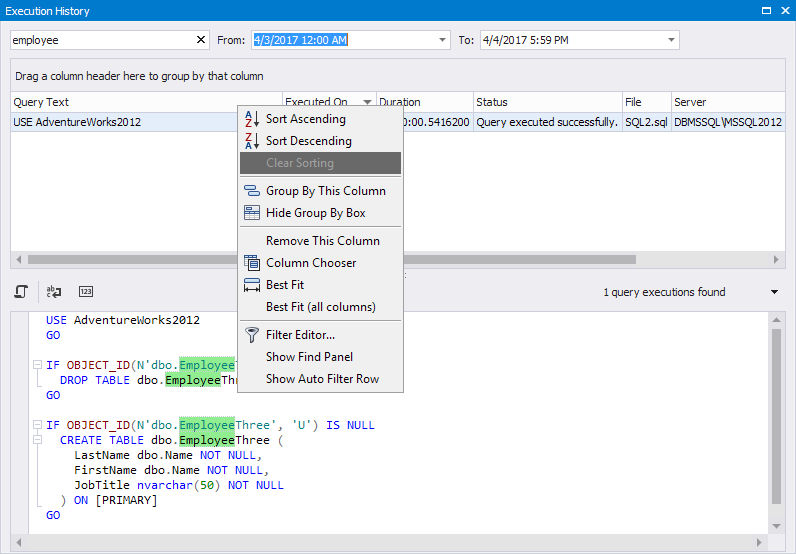 Execution History
employee From: 4/3/2017 12:00 AM To: 4/4/2017 5:59 PM
Drag a column header here to group by that column
Query Text Executed On Duration Status File Server
USE AdventureWorks2012 0:00.5416200 Query executed successfully. SQL2.sql DBMSSQL\MSSQL2012
Sort Ascending
Sort Descending
Clear Sorting
Group By This Column
Hide Group By Box
Remove This Column
Column Chooser
Best Fit
Best Fit (all columns)
Filter Editor...
Show Find Panel
Show Auto Filter Row
1 query executions found
USE AdventureWorks2012
GO
IF OBJECT_ID(N'dbo.Employee
DROP TABLE dbo.EmployeeThr
GO
IF OBJECT_ID(N'dbo.EmployeeThree', 'U') IS NULL
CREATE TABLE dbo.EmployeeThree (
LastName dbo.Name NOT NULL,
FirstName dbo.Name NOT NULL,
JobTitle nvarchar(50) NOT NULL
) ON [PRIMARY]
GO